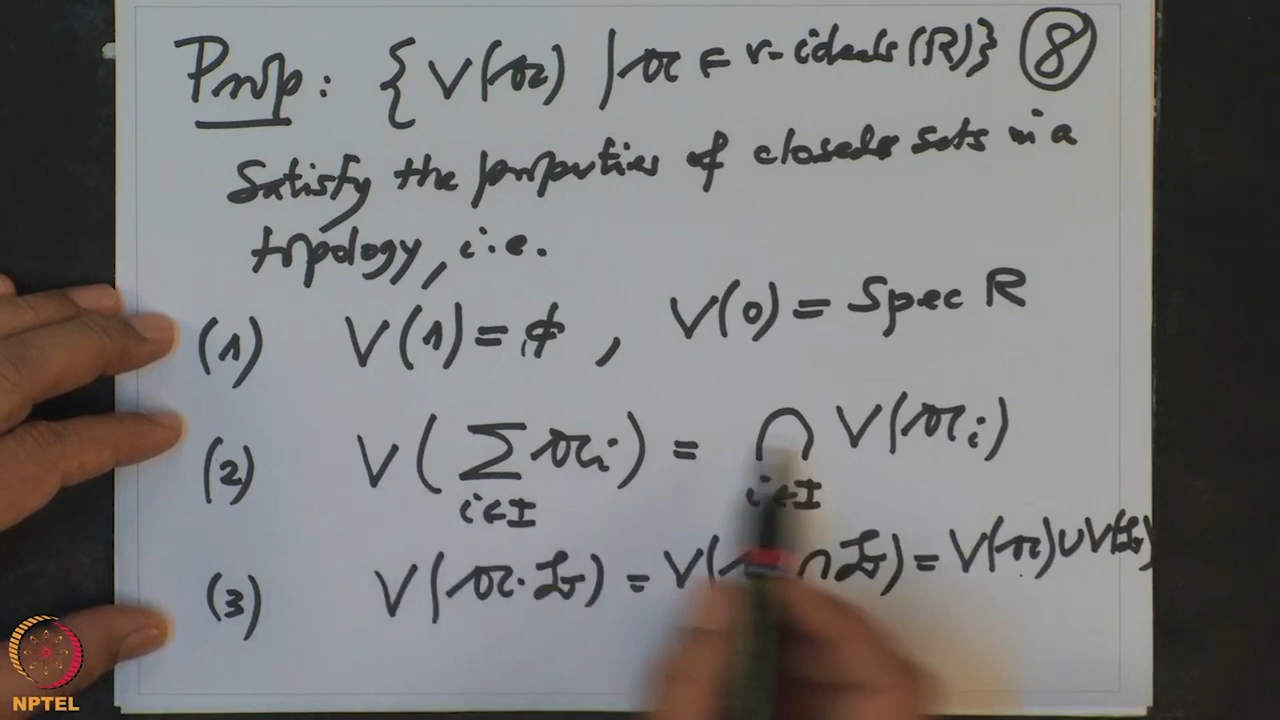 Prop: { V(𝔞) | 𝔞 ∈ r-ideals (R)} ⑧
Satisfy the properties of closed sets in a
topology, i.e.
(1) V(1) = ∅ , V(0) = Spec R
(2) V( ∑ 𝔞i ) = ∩ V(𝔞i)
i∈I i∈I
(3) V(𝔞·𝔟) = V( ∩𝔟) = V(𝔞)∪V(𝔟)
NPTEL